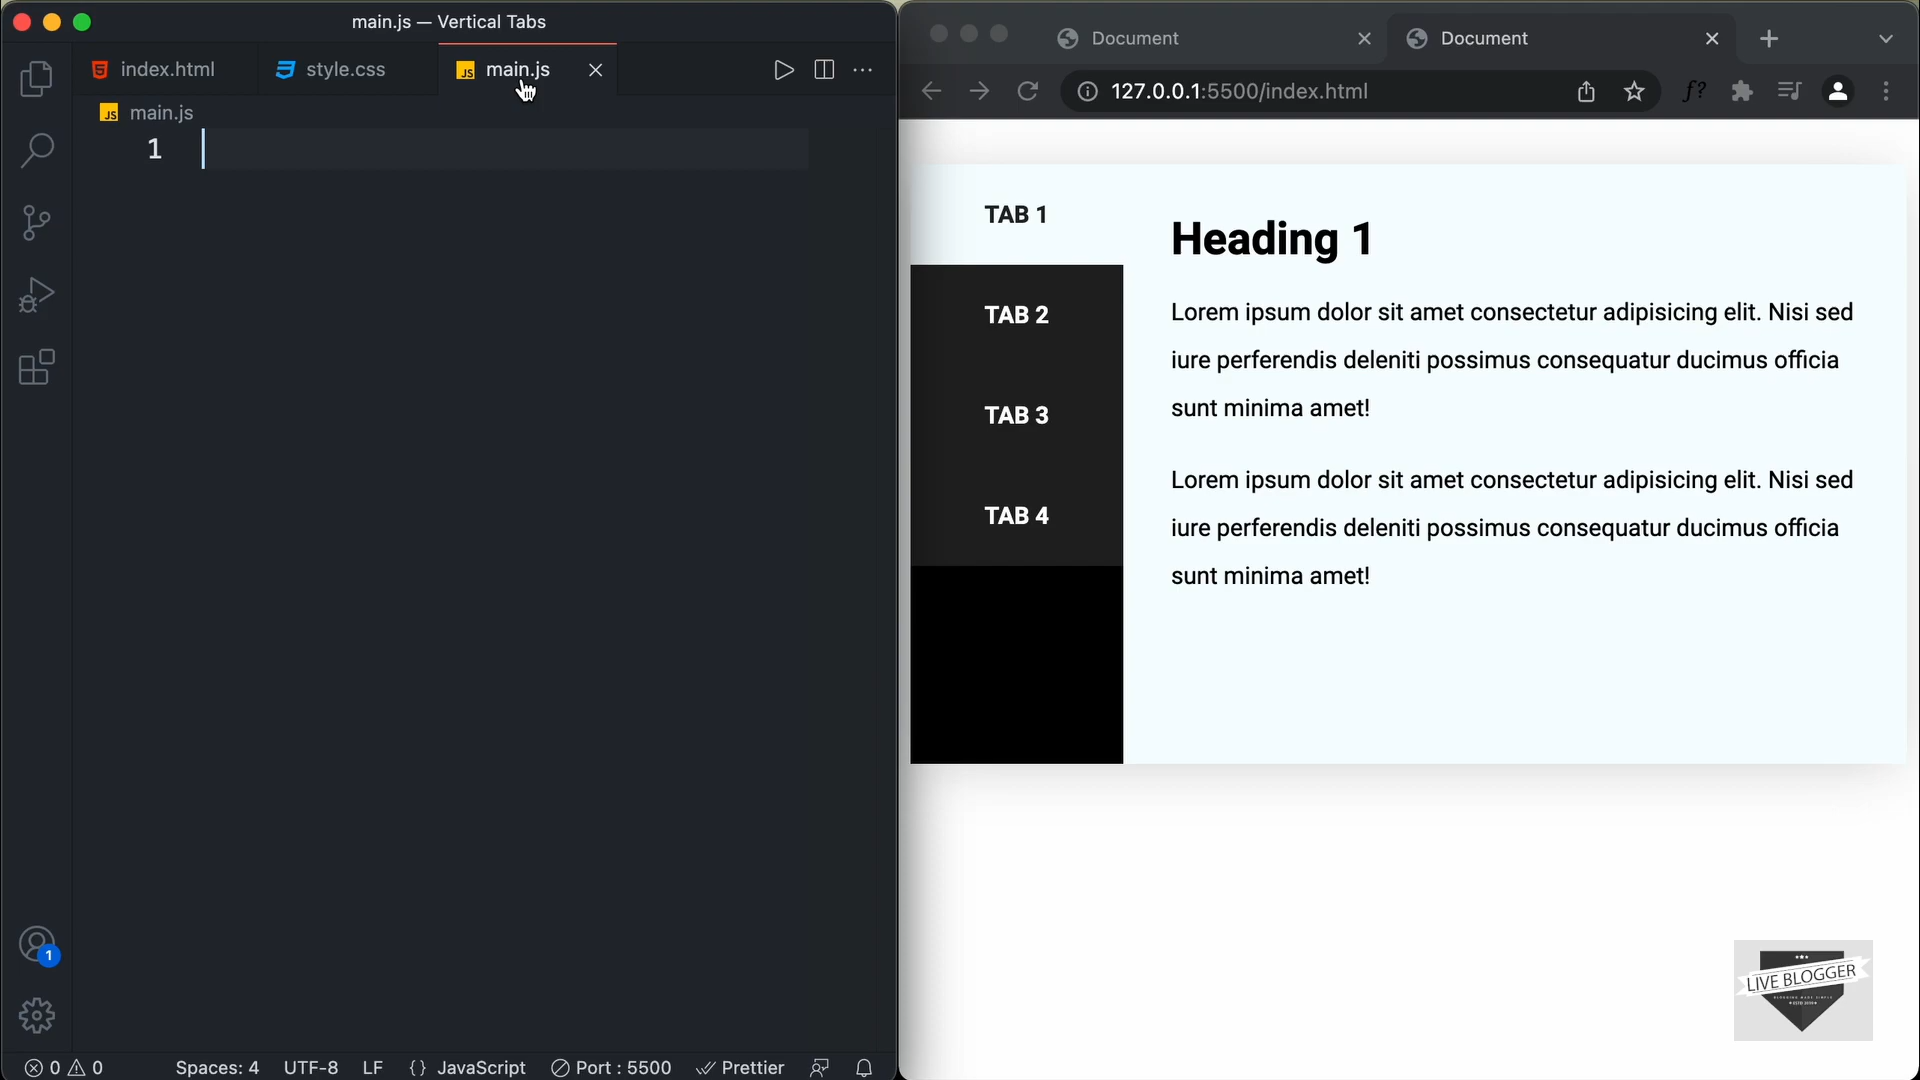 main.js — Vertical Tabs
index.html
style.css
JS main.js
JS main.js
1
1
0 0
Spaces: 4
UTF-8
LF
{} JavaScript
Port : 5500
Prettier
Document
Document
127.0.0.1:5500/index.html
f?
TAB 1
TAB 2
TAB 3
TAB 4
Heading 1
Lorem ipsum dolor sit amet consectetur adipisicing elit. Nisi sed
iure perferendis deleniti possimus consequatur ducimus officia
sunt minima amet!
Lorem ipsum dolor sit amet consectetur adipisicing elit. Nisi sed
iure perferendis deleniti possimus consequatur ducimus officia
sunt minima amet!
LIVE BLOGGER